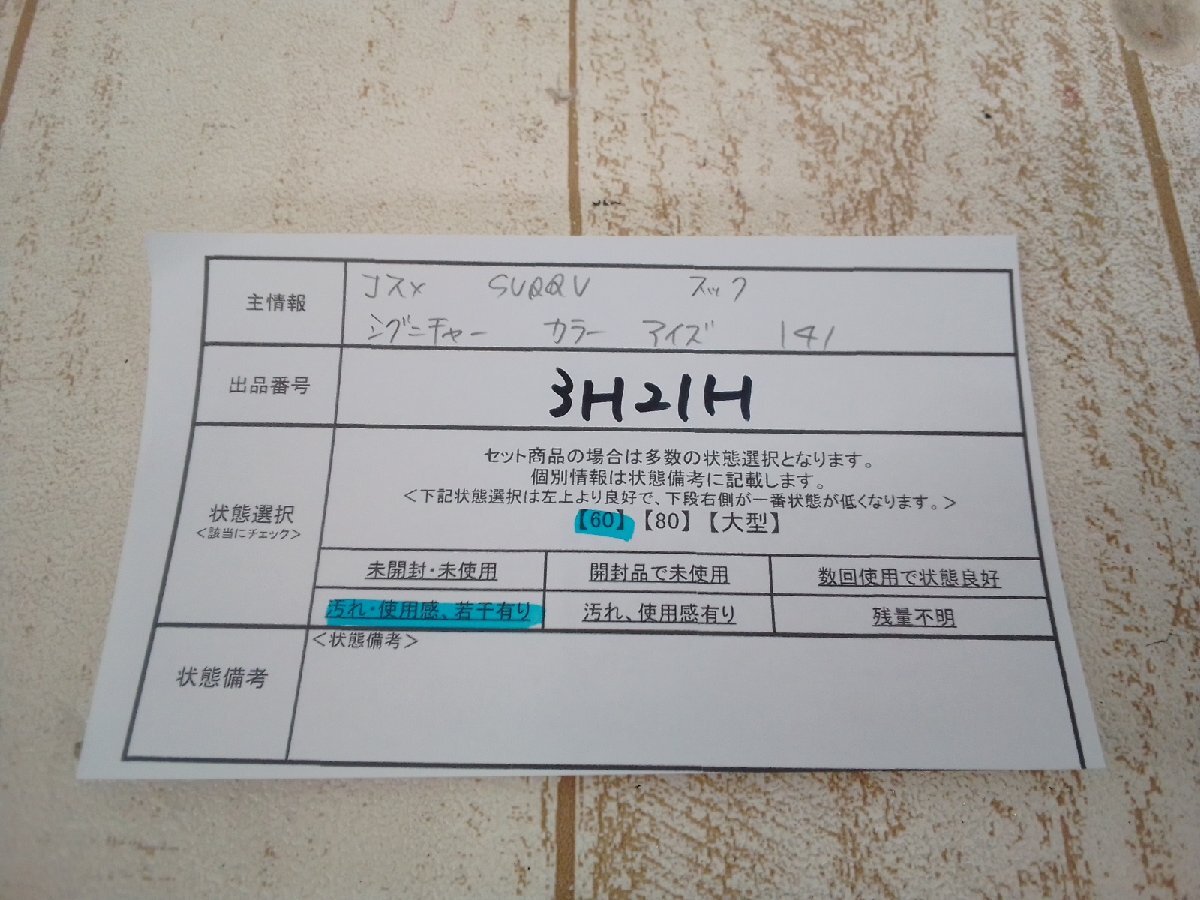 主情報
コスメ SUQQU スック
シグニチャー カラー アイズ 141
出品番号
3H21H
状態選択
<該当にチェック>
セット商品の場合は多数の状態選択となります。
個別情報は状態備考に記載します。
<下記状態選択は左上より良好で、下段右側が一番状態が低くなります。>
【60】【80】【大型】
未開封・未使用 開封品で未使用 数回使用で状態良好
汚れ・使用感、若干有り 汚れ、使用感有り 残量不明
状態備考
<状態備考>